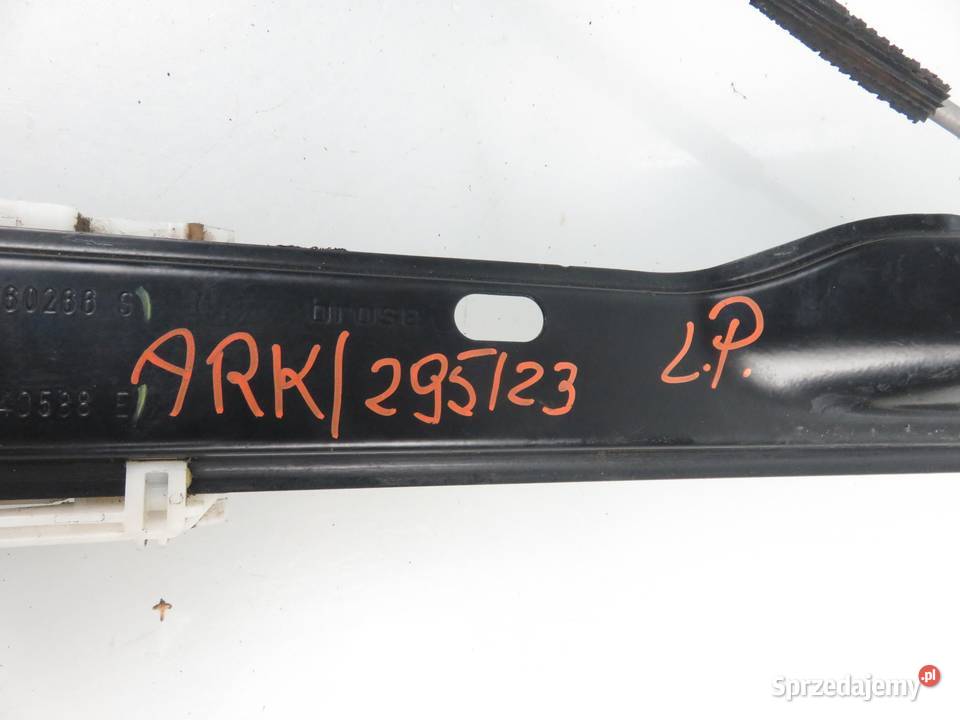 60266 S
brose
ARK/295/23 L.P.
40588 E
Sprzedajemy.pl